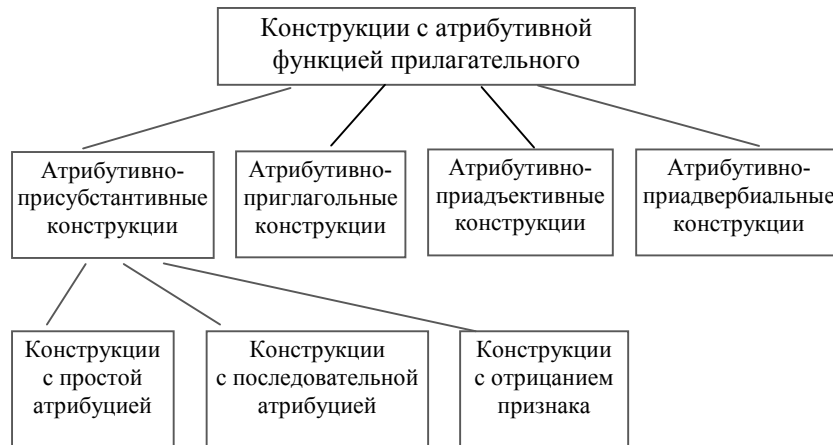 Конструкции с атрибутивной
функцией прилагательного
Атрибутивно-
присубстантивные
конструкции
Атрибутивно-
приглагольные
конструкции
Атрибутивно-
приадъективные
конструкции
Атрибутивно-
приадвербиальные
конструкции
Конструкции
с простой
атрибуцией
Конструкции
с последовательной
атрибуцией
Конструкции
с отрицанием
признака